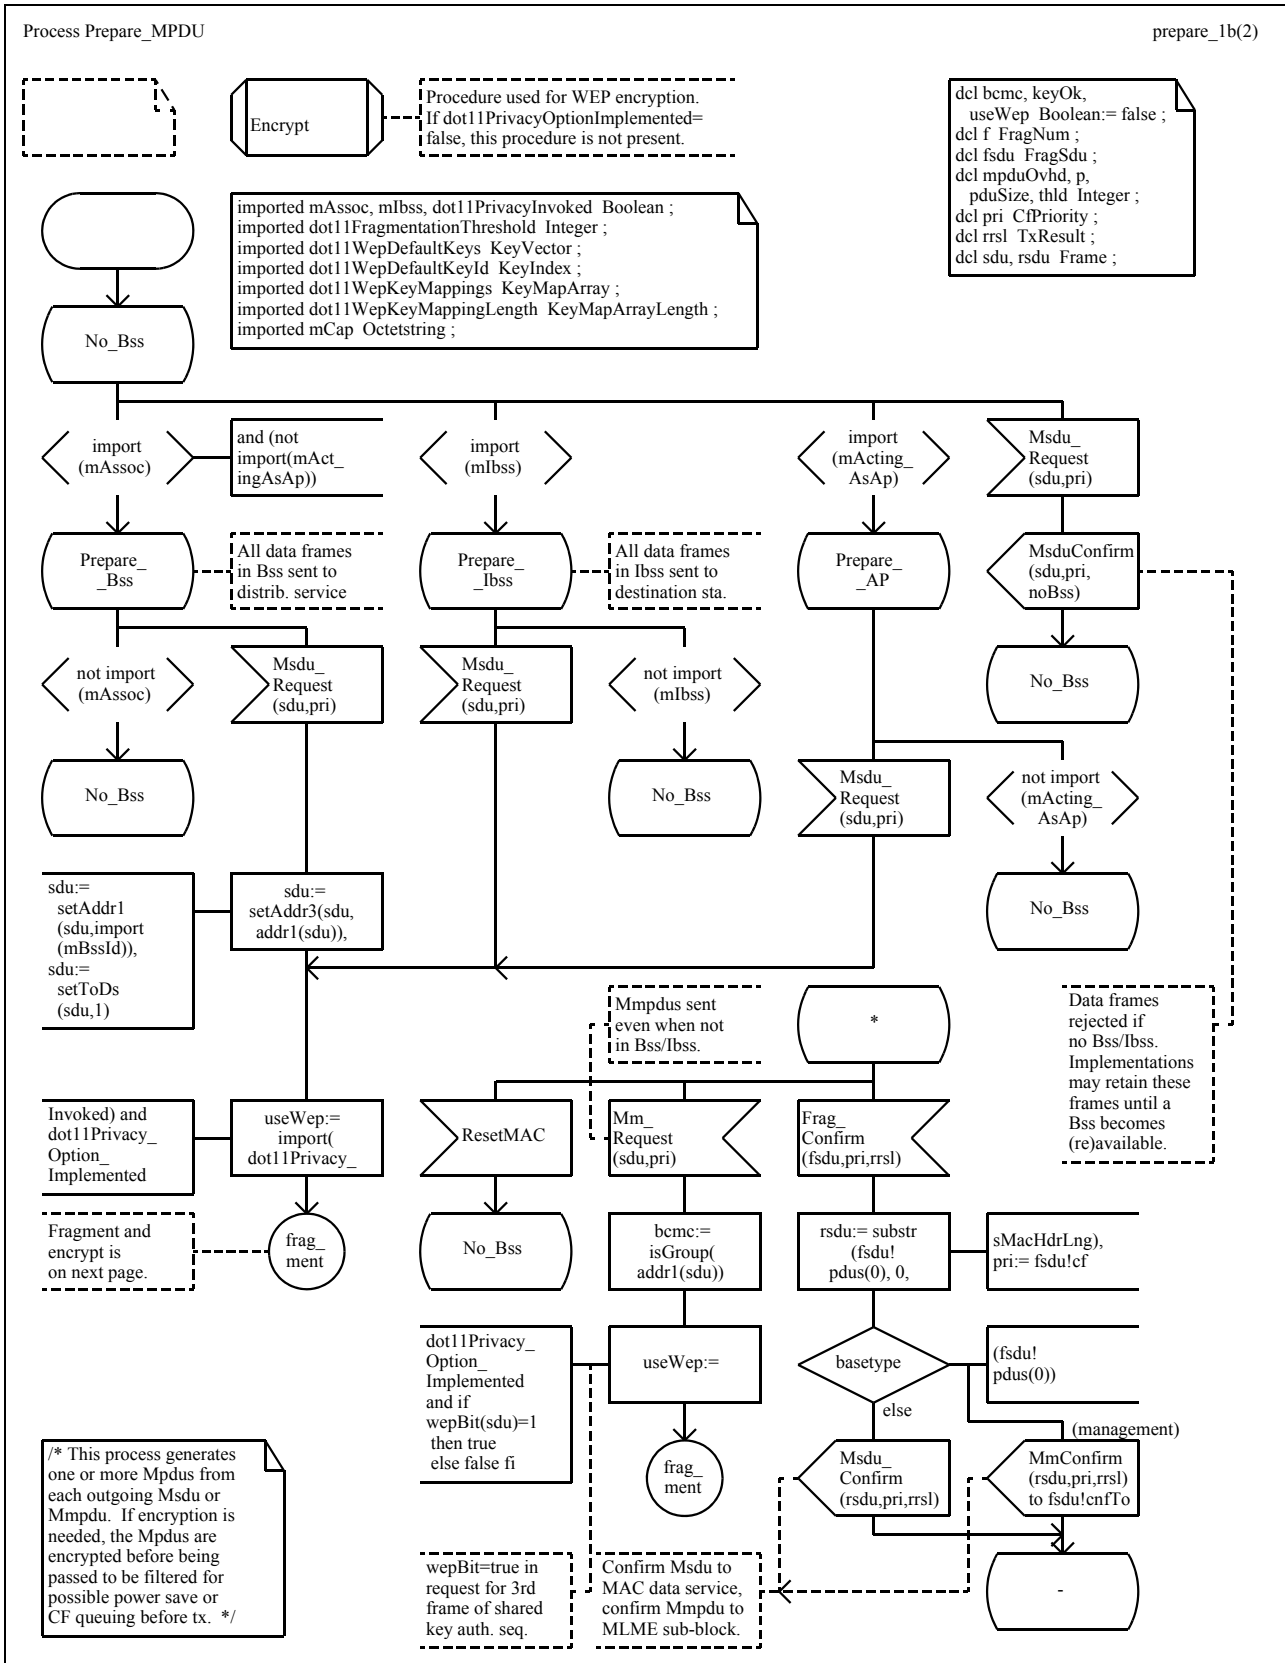 Process Prepare_MPDU
prepare_1b(2)
Encrypt
Procedure used for WEP encryption.
If dot11PrivacyOptionImplemented=
false, this procedure is not present.
dcl bcmc, keyOk,
useWep Boolean:= false ;
dcl f FragNum ;
dcl fsdu FragSdu ;
dcl mpduOvhd, p,
pduSize, thld Integer ;
dcl pri CfPriority ;
dcl rrsl TxResult ;
dcl sdu, rsdu Frame ;
imported mAssoc, mIbss, dot11PrivacyInvoked Boolean ;
imported dot11FragmentationThreshold Integer ;
imported dot11WepDefaultKeys KeyVector ;
imported dot11WepDefaultKeyId KeyIndex ;
imported dot11WepKeyMappings KeyMapArray ;
imported dot11WepKeyMappingLength KeyMapArrayLength ;
imported mCap Octetstring ;
No_Bss
import
(mAssoc)
and (not
import(mAct_
ingAsAp))
import
(mIbss)
import
(mActing_
AsAp)
Msdu_
Request
(sdu,pri)
Prepare_
_Bss
All data frames
in Bss sent to
distrib. service
Prepare_
_Ibss
All data frames
in Ibss sent to
destination sta.
Prepare_
_AP
MsduConfirm
(sdu,pri,
noBss)
not import
(mAssoc)
Msdu_
Request
(sdu,pri)
Msdu_
Request
(sdu,pri)
not import
(mIbss)
No_Bss
No_Bss
No_Bss
Msdu_
Request
(sdu,pri)
not import
(mActing_
AsAp)
sdu:=
setAddr1
(sdu,import
(mBssId)),
sdu:=
setToDs
(sdu,1)
sdu:=
setAddr3(sdu,
addr1(sdu)),
No_Bss
Mmpdus sent
even when not
in Bss/Ibss.
*
Data frames
rejected if
no Bss/Ibss.
Implementations
may retain these
frames until a
Bss becomes
(re)available.
Invoked) and
dot11Privacy_
Option_
Implemented
useWep:=
import(
dot11Privacy_
ResetMAC
Mm_
Request
(sdu,pri)
Frag_
Confirm
(fsdu,pri,rrsl)
Fragment and
encrypt is
on next page.
frag_
ment
No_Bss
bcmc:=
isGroup(
addr1(sdu))
rsdu:= substr
(fsdu!
pdus(0), 0,
sMacHdrLng),
pri:= fsdu!cf
dot11Privacy_
Option_
Implemented
and if
wepBit(sdu)=1
then true
else false fi
useWep:=
basetype
(fsdu!
pdus(0))
else
(management)
/* This process generates
one or more Mpdus from
each outgoing Msdu or
Mmpdu. If encryption is
needed, the Mpdus are
encrypted before being
passed to be filtered for
possible power save or
CF queuing before tx. */
frag_
ment
Msdu_
Confirm
(rsdu,pri,rrsl)
MmConfirm
(rsdu,pri,rrsl)
to fsdu!cnfTo
wepBit=true in
request for 3rd
frame of shared
key auth. seq.
Confirm Msdu to
MAC data service,
confirm Mmpdu to
MLME sub-block.
-